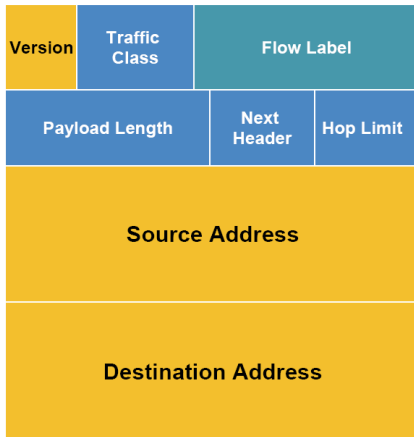 Version
Traffic
Class
Flow Label
Payload Length
Next
Header
Hop Limit
Source Address
Destination Address